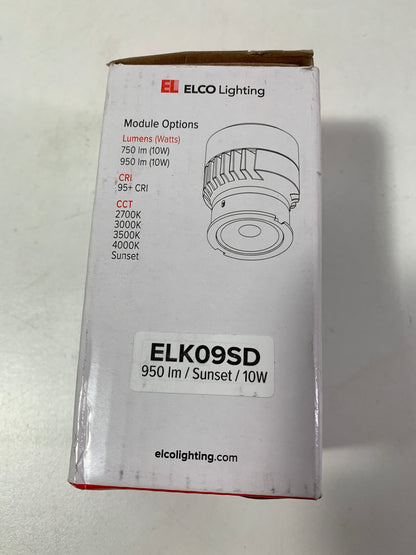 EL ELCO Lighting
Module Options
Lumens (Watts)
750 lm (10W)
950 lm (10W)
CRI
95+ CRI
CCT
2700K
3000K
3500K
4000K
Sunset
ELK09SD
950 lm / Sunset / 10W
elcolighting.com